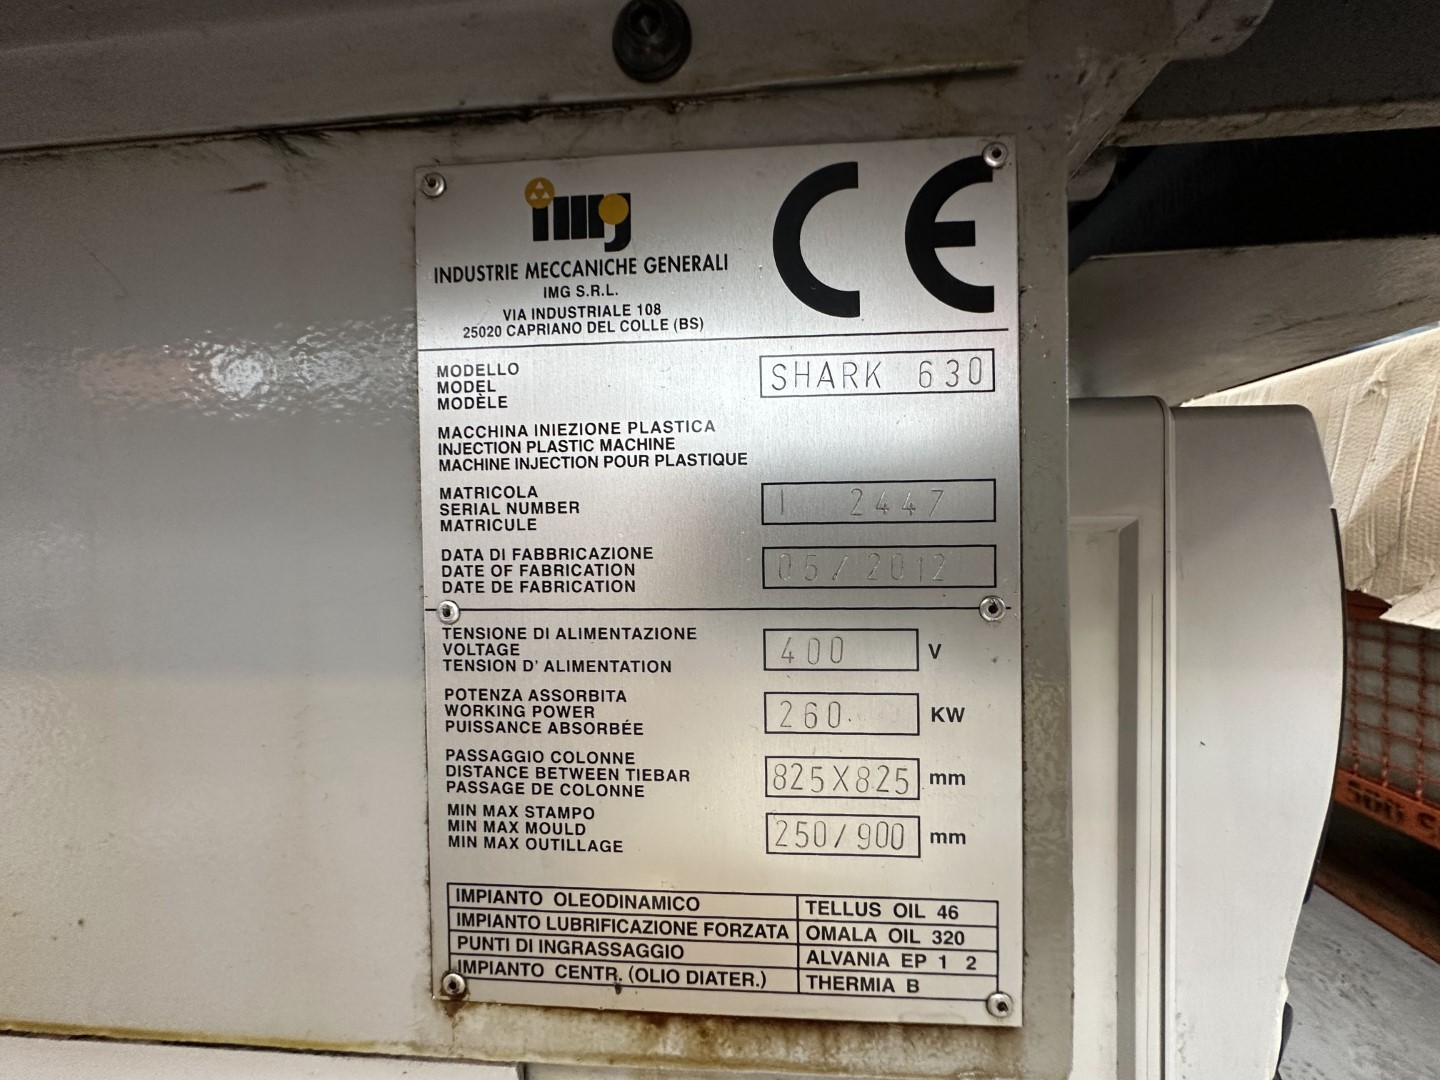 img
CE
INDUSTRIE MECCANICHE GENERALI
IMG S.R.L.
VIA INDUSTRIALE 108
25020 CAPRIANO DEL COLLE (BS)
MODELLO
MODEL
MODÈLE
SHARK 630
MACCHINA INIEZIONE PLASTICA
INJECTION PLASTIC MACHINE
MACHINE INJECTION POUR PLASTIQUE
MATRICOLA
SERIAL NUMBER
MATRICULE
I 2447
DATA DI FABBRICAZIONE
DATE OF FABRICATION
DATE DE FABRICATION
05/2012
TENSIONE DI ALIMENTAZIONE
VOLTAGE
TENSION D' ALIMENTATION
400 V
POTENZA ASSORBITA
WORKING POWER
PUISSANCE ABSORBÉE
260 KW
PASSAGGIO COLONNE
DISTANCE BETWEEN TIEBAR
PASSAGE DE COLONNE
825X825 mm
MIN MAX STAMPO
MIN MAX MOULD
MIN MAX OUTILLAGE
250/900 mm
IMPIANTO OLEODINAMICO TELLUS OIL 46
IMPIANTO LUBRIFICAZIONE FORZATA OMALA OIL 320
PUNTI DI INGRASSAGGIO ALVANIA EP 1 2
IMPIANTO CENTR. (OLIO DIATER.) THERMIA B